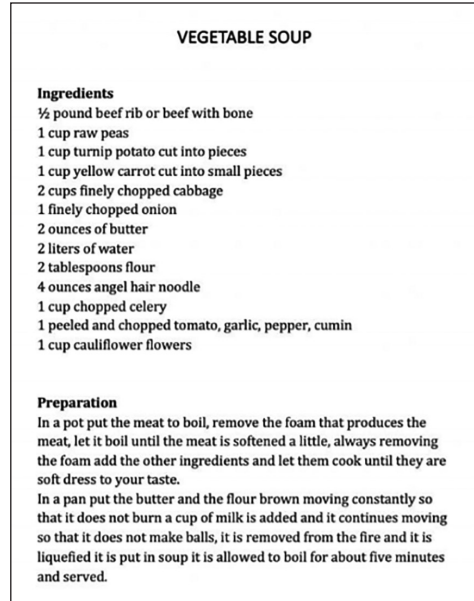 VEGETABLE SOUP
Ingredients
½ pound beef rib or beef with bone
1 cup raw peas
1 cup turnip potato cut into pieces
1 cup yellow carrot cut into small pieces
2 cups finely chopped cabbage
1 finely chopped onion
2 ounces of butter
2 liters of water
2 tablespoons flour
4 ounces angel hair noodle
1 cup chopped celery
1 peeled and chopped tomato, garlic, pepper, cumin
1 cup cauliflower flowers
Preparation
In a pot put the meat to boil, remove the foam that produces the
meat, let it boil until the meat is softened a little, always removing
the foam add the other ingredients and let them cook until they are
soft dress to your taste.
In a pan put the butter and the flour brown moving constantly so
that it does not burn a cup of milk is added and it continues moving
so that it does not make balls, it is removed from the fire and it is
liquefied it is put in soup it is allowed to boil for about five minutes
and served.